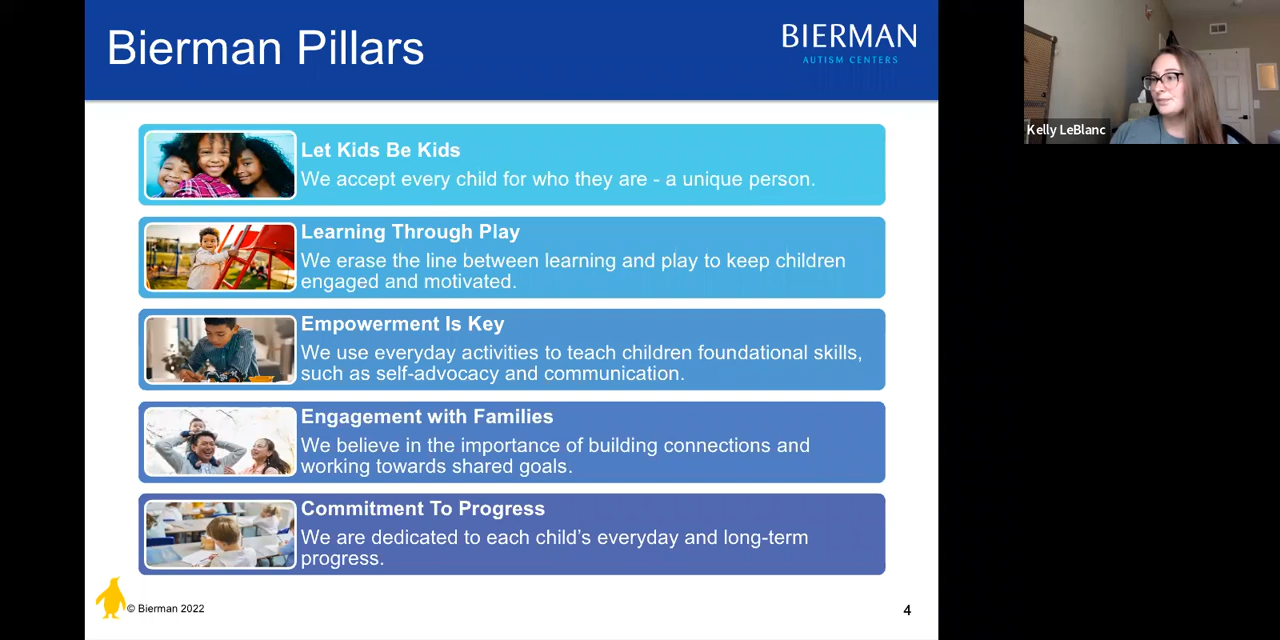 Bierman Pillars
BIERMAN
AUTISM CENTERS
Kelly LeBlanc
Let Kids Be Kids
We accept every child for who they are - a unique person.
Learning Through Play
We erase the line between learning and play to keep children
engaged and motivated.
Empowerment Is Key
We use everyday activities to teach children foundational skills,
such as self-advocacy and communication.
Engagement with Families
We believe in the importance of building connections and
working towards shared goals.
Commitment To Progress
We are dedicated to each child’s everyday and long-term
progress.
© Bierman 2022
4